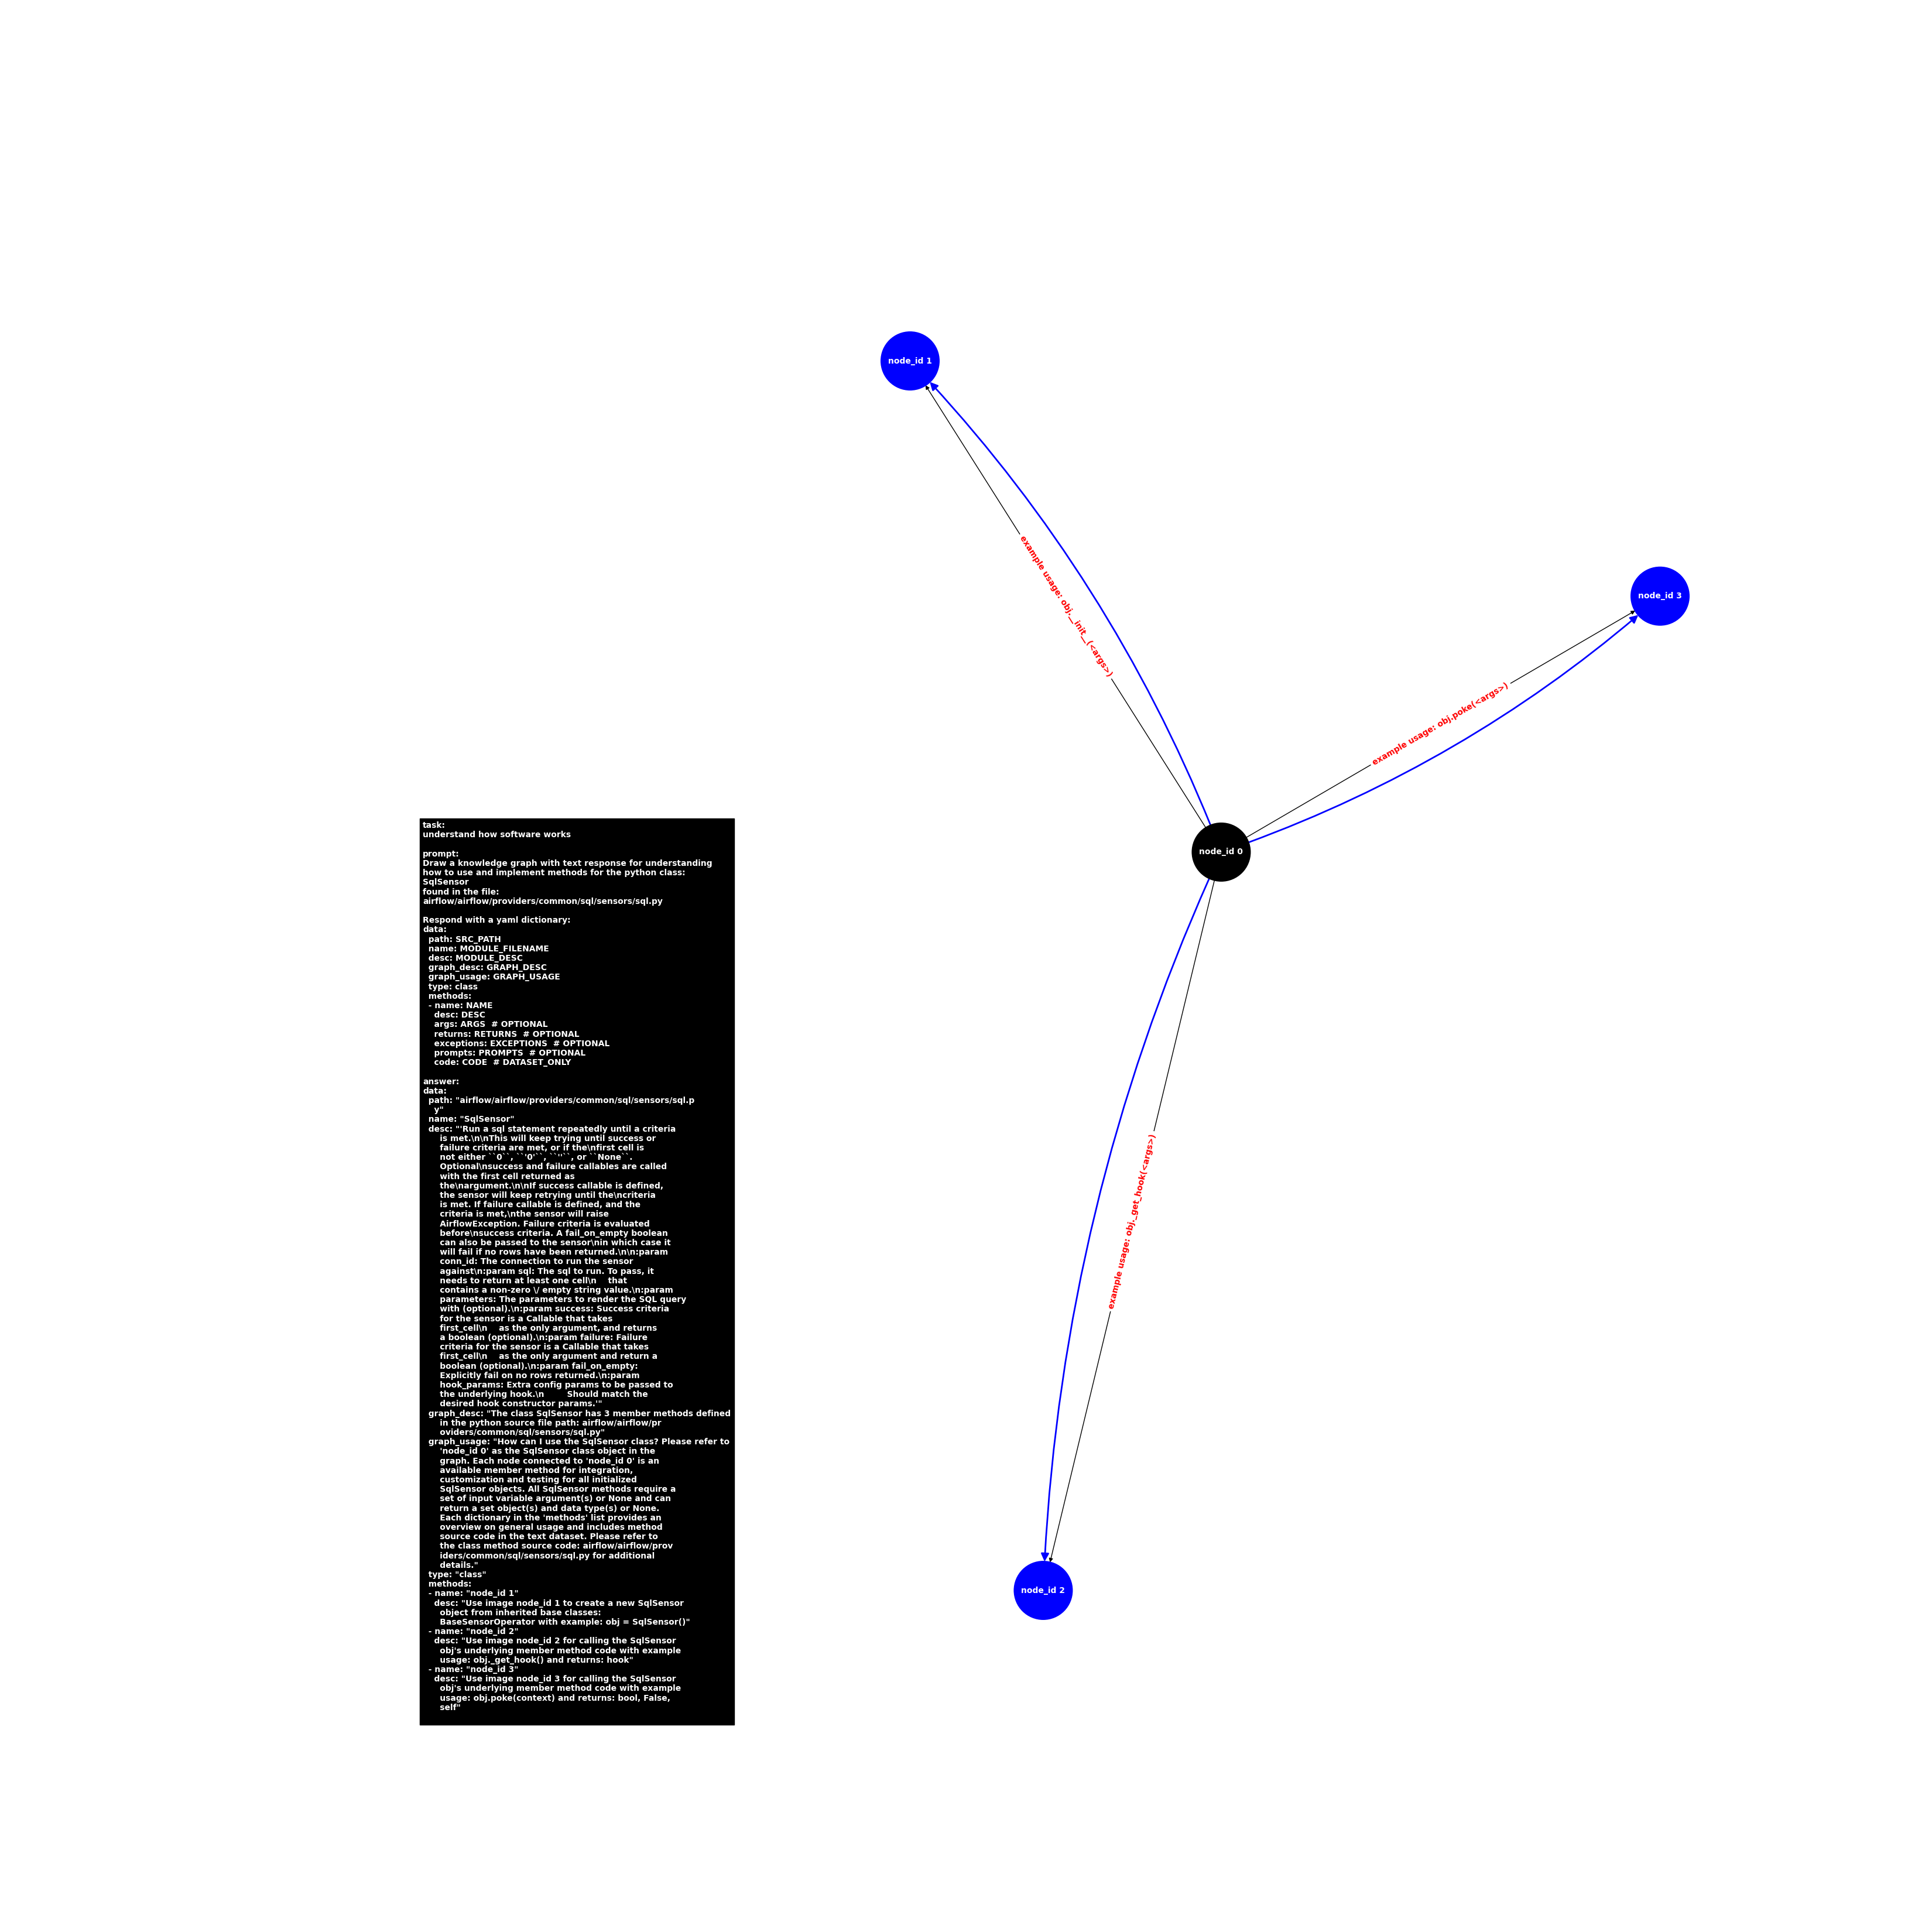 node_id 1
node_id 3
example usage: obj.__init__(<args>)
example usage: obj.poke(<args>)
node_id 0
task:
understand how software works

prompt:
Draw a knowledge graph with text response for understanding
how to use and implement methods for the python class:
SqlSensor
found in the file:
airflow/airflow/providers/common/sql/sensors/sql.py

Respond with a yaml dictionary:
data:
  path: SRC_PATH
  name: MODULE_FILENAME
  desc: MODULE_DESC
  graph_desc: GRAPH_DESC
  graph_usage: GRAPH_USAGE
  type: class
  methods:
  - name: NAME
    desc: DESC
    args: ARGS  # OPTIONAL
    returns: RETURNS  # OPTIONAL
    exceptions: EXCEPTIONS  # OPTIONAL
    prompts: PROMPTS  # OPTIONAL
    code: CODE  # DATASET_ONLY

answer:
data:
  path: "airflow/airflow/providers/common/sql/sensors/sql.p
    y"
  name: "SqlSensor"
  desc: "'Run a sql statement repeatedly until a criteria
      is met.\n\nThis will keep trying until success or
      failure criteria are met, or if the\nfirst cell is
      not either ``0``, ``'0'``, ``''``, or ``None``.
      Optional\nsuccess and failure callables are called
      with the first cell returned as
      the\nargument.\n\nIf success callable is defined,
      the sensor will keep retrying until the\ncriteria
      is met. If failure callable is defined, and the
      criteria is met,\nthe sensor will raise
      AirflowException. Failure criteria is evaluated
      before\nsuccess criteria. A fail_on_empty boolean
      can also be passed to the sensor\nin which case it
      will fail if no rows have been returned.\n\n:param
      conn_id: The connection to run the sensor
      against\n:param sql: The sql to run. To pass, it
      needs to return at least one cell\n    that
      contains a non-zero \/ empty string value.\n:param
      parameters: The parameters to render the SQL query
      with (optional).\n:param success: Success criteria
      for the sensor is a Callable that takes
      first_cell\n    as the only argument, and returns
      a boolean (optional).\n:param failure: Failure
      criteria for the sensor is a Callable that takes
      first_cell\n    as the only argument and return a
      boolean (optional).\n:param fail_on_empty:
      Explicitly fail on no rows returned.\n:param
      hook_params: Extra config params to be passed to
      the underlying hook.\n        Should match the
      desired hook constructor params.'"
  graph_desc: "The class SqlSensor has 3 member methods defined
      in the python source file path: airflow/airflow/pr
      oviders/common/sql/sensors/sql.py"
  graph_usage: "How can I use the SqlSensor class? Please refer to
      'node_id 0' as the SqlSensor class object in the
      graph. Each node connected to 'node_id 0' is an
      available member method for integration,
      customization and testing for all initialized
      SqlSensor objects. All SqlSensor methods require a
      set of input variable argument(s) or None and can
      return a set object(s) and data type(s) or None.
      Each dictionary in the 'methods' list provides an
      overview on general usage and includes method
      source code in the text dataset. Please refer to
      the class method source code: airflow/airflow/prov
      iders/common/sql/sensors/sql.py for additional
      details."
  type: "class"
  methods:
  - name: "node_id 1"
    desc: "Use image node_id 1 to create a new SqlSensor
      object from inherited base classes:
      BaseSensorOperator with example: obj = SqlSensor()"
  - name: "node_id 2"
    desc: "Use image node_id 2 for calling the SqlSensor
      obj's underlying member method code with example
      usage: obj._get_hook() and returns: hook"
  - name: "node_id 3"
    desc: "Use image node_id 3 for calling the SqlSensor
      obj's underlying member method code with example
      usage: obj.poke(context) and returns: bool, False,
      self"
example usage: obj._get_hook(<args>)
node_id 2